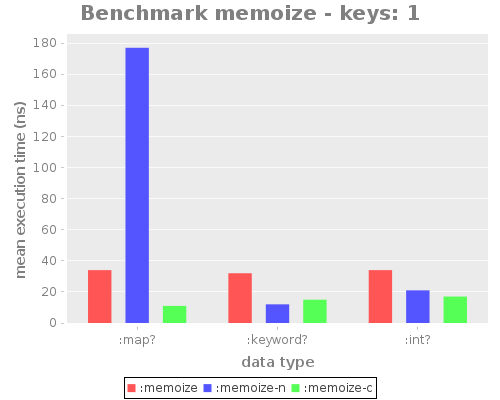 Benchmark memoize - keys: 1
mean execution time (ns)
180
160
140
120
100
80
60
40
20
0
:map? :keyword? :int?
data type
:memoize :memoize-n :memoize-c